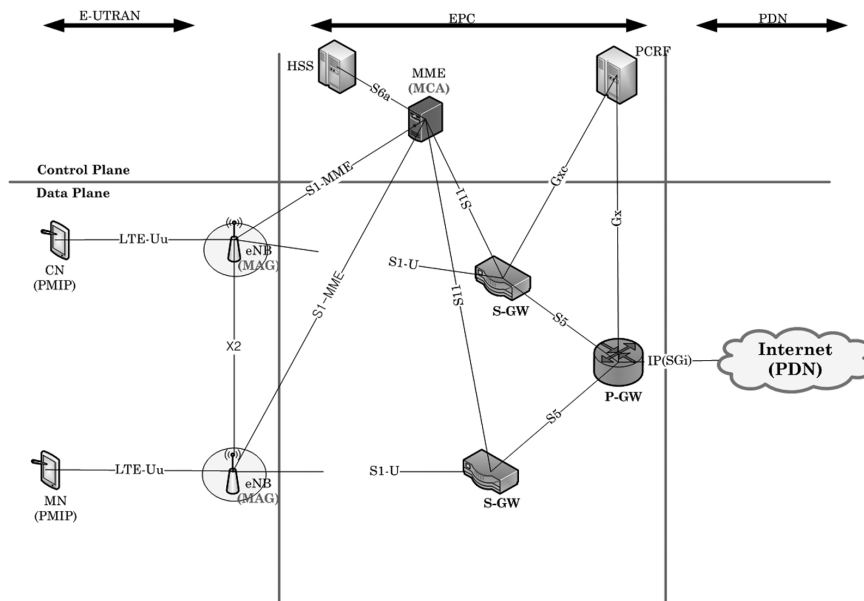 E-UTRAN
EPC
PDN
HSS
S6a
MME
(MCA)
PCRF
Control Plane
Data Plane
S1-MME
S11
Gxc
Gx
LTE-Uu
CN
(PMIP)
eNB
(MAG)
S1-U
S-GW
S1-MME
S11
S5
X2
IP(SGi)
Internet
(PDN)
P-GW
S5
LTE-Uu
MN
(PMIP)
eNB
(MAG)
S1-U
S-GW